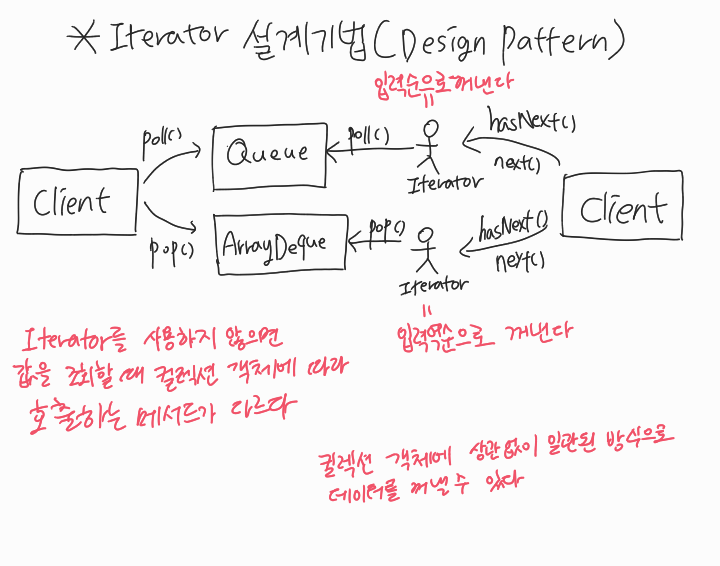 * Iterator 설계기법(Design Pattern)
입력순으로 꺼낸다
=
poll()
Queue
poll()
hasNext()
next()
Iterator
Client
Client
pop()
ArrayDeque
pop()
hasNext()
next()
Iterator
=
입력역순으로 꺼낸다
Iterator를 사용하지 않으면
값을 조회할 때 컬렉션 객체에 따라
호출하는 메서드가 다르다
컬렉션 객체에 상관없이 일관된 방식으로
데이터를 꺼낼 수 있다